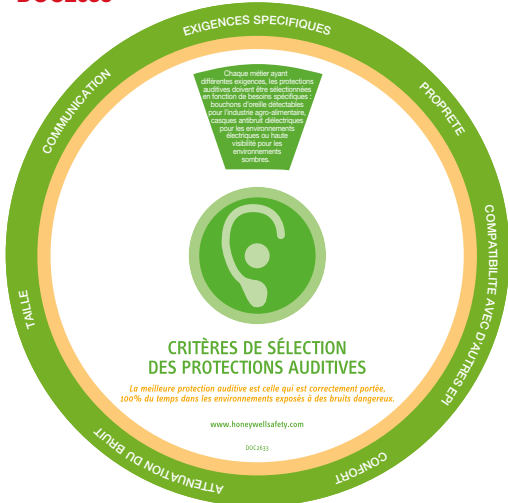 EXIGENCES SPECIFIQUES
PROPRETE
COMPATIBILITE AVEC D'AUTRES EPI
CONFORT
ATTENUATION DU BRUIT
TAILLE
COMMUNICATION
Chaque métier ayant
différentes exigences, les protections
auditives doivent être sélectionnées
en fonction de besoins spécifiques :
bouchons d'oreille détectables
pour l'industrie agro-alimentaire,
casques antibruit diélectriques
pour les environnements
électriques ou haute
visibilité pour les
environnements
sombres.
CRITÈRES DE SÉLECTION
DES PROTECTIONS AUDITIVES
La meilleure protection auditive est celle qui est correctement portée,
100% du temps dans les environnements exposés à des bruits dangereux.
www.honeywellsafety.com
DOC2633